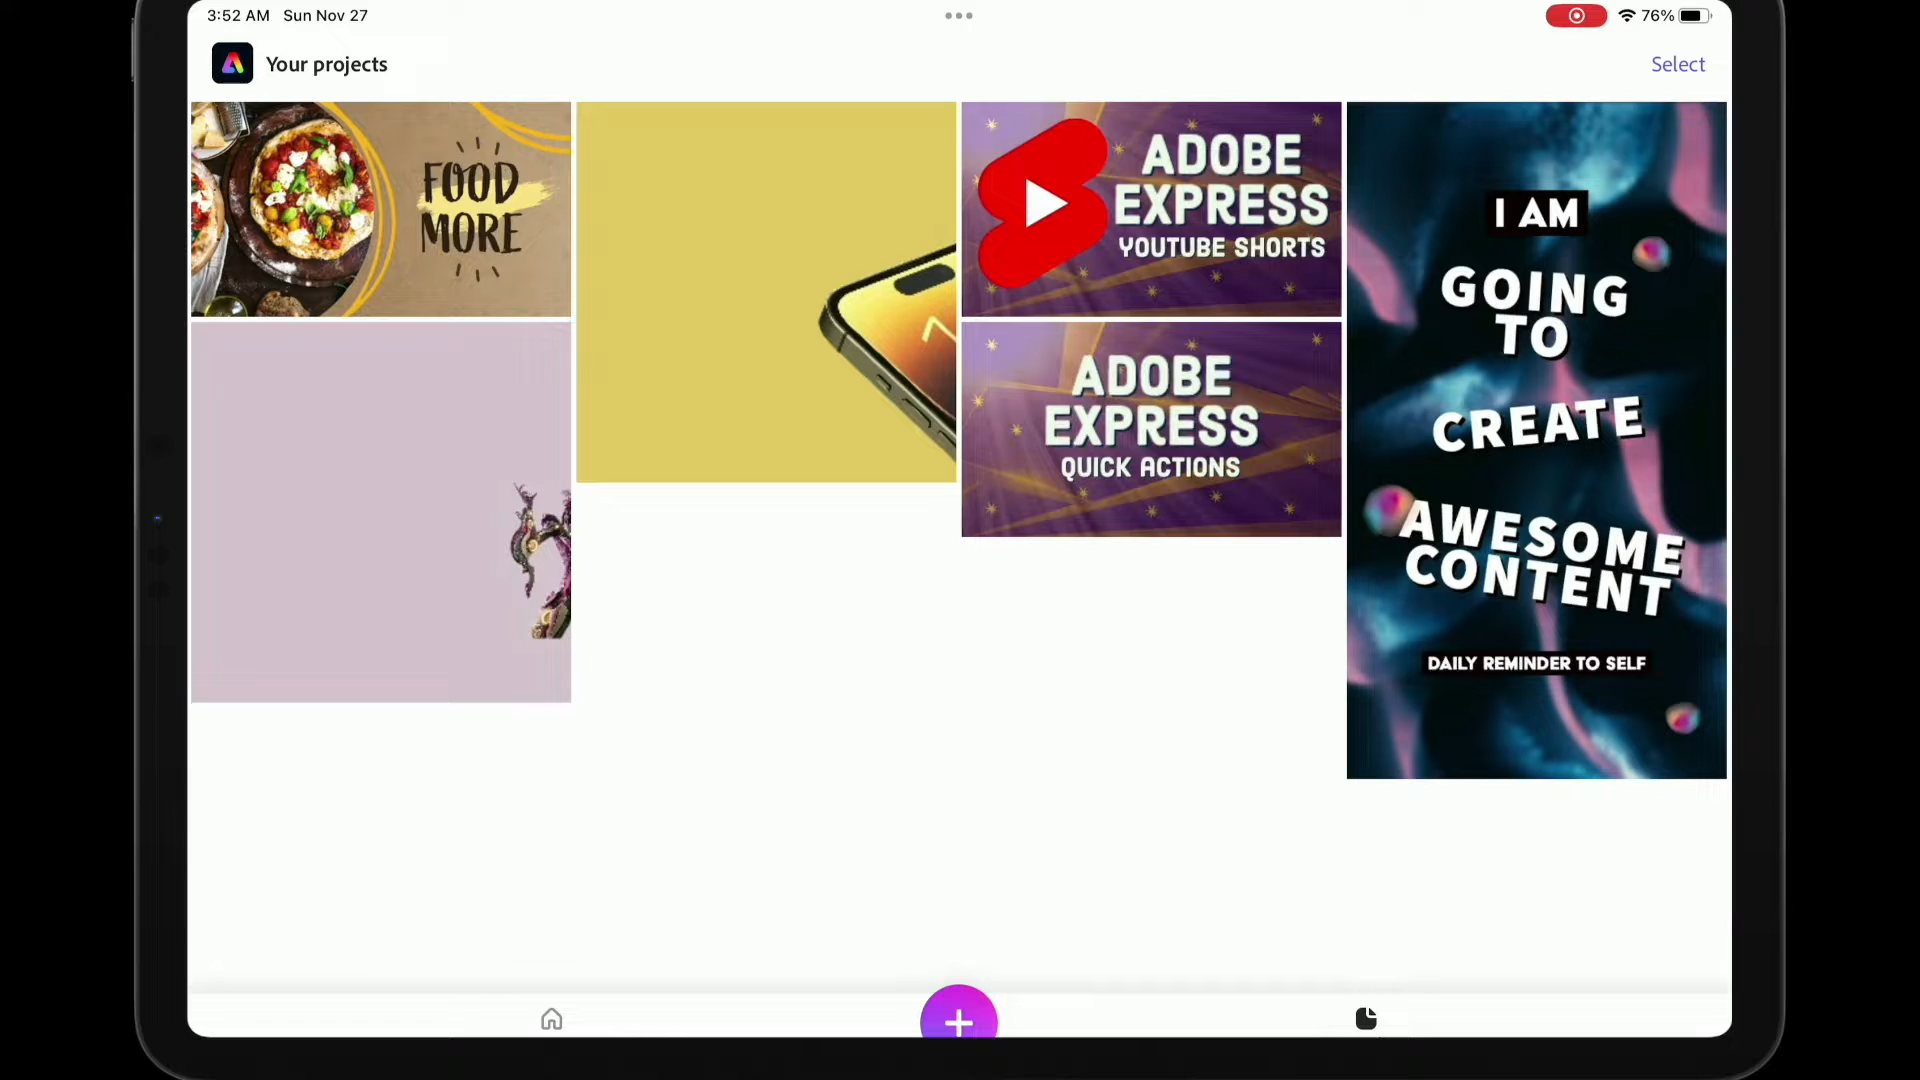 3:52 AM Sun Nov 27
76%
Your projects
Select
FOOD
MORE
ADOBE
EXPRESS
YOUTUBE SHORTS
ADOBE
EXPRESS
QUICK ACTIONS
I AM
GOING
TO
CREATE
AWESOME
CONTENT
DAILY REMINDER TO SELF